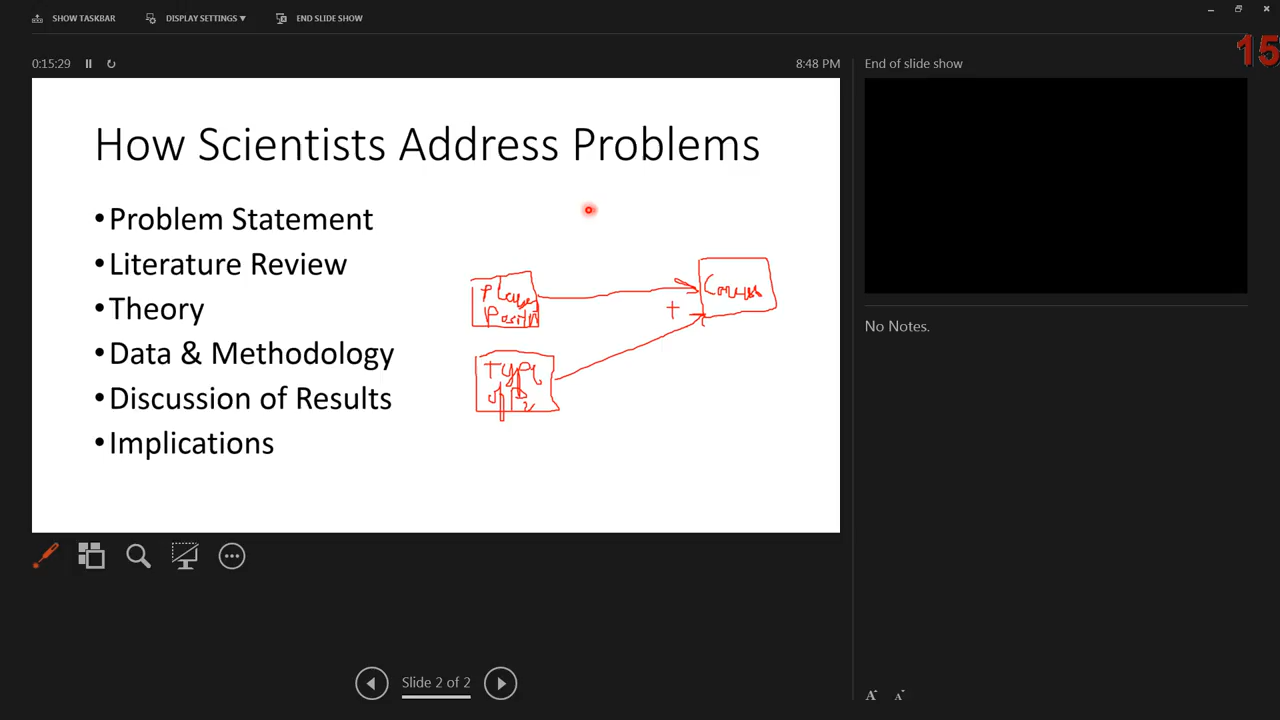 SHOW TASKBAR
DISPLAY SETTINGS ▼
END SLIDE SHOW
15
0:15:29
8:48 PM
End of slide show
How Scientists Address Problems
•Problem Statement
•Literature Review
•Theory
•Data & Methodology
•Discussion of Results
•Implications
+
type
of
No Notes.
Slide 2 of 2
A
A